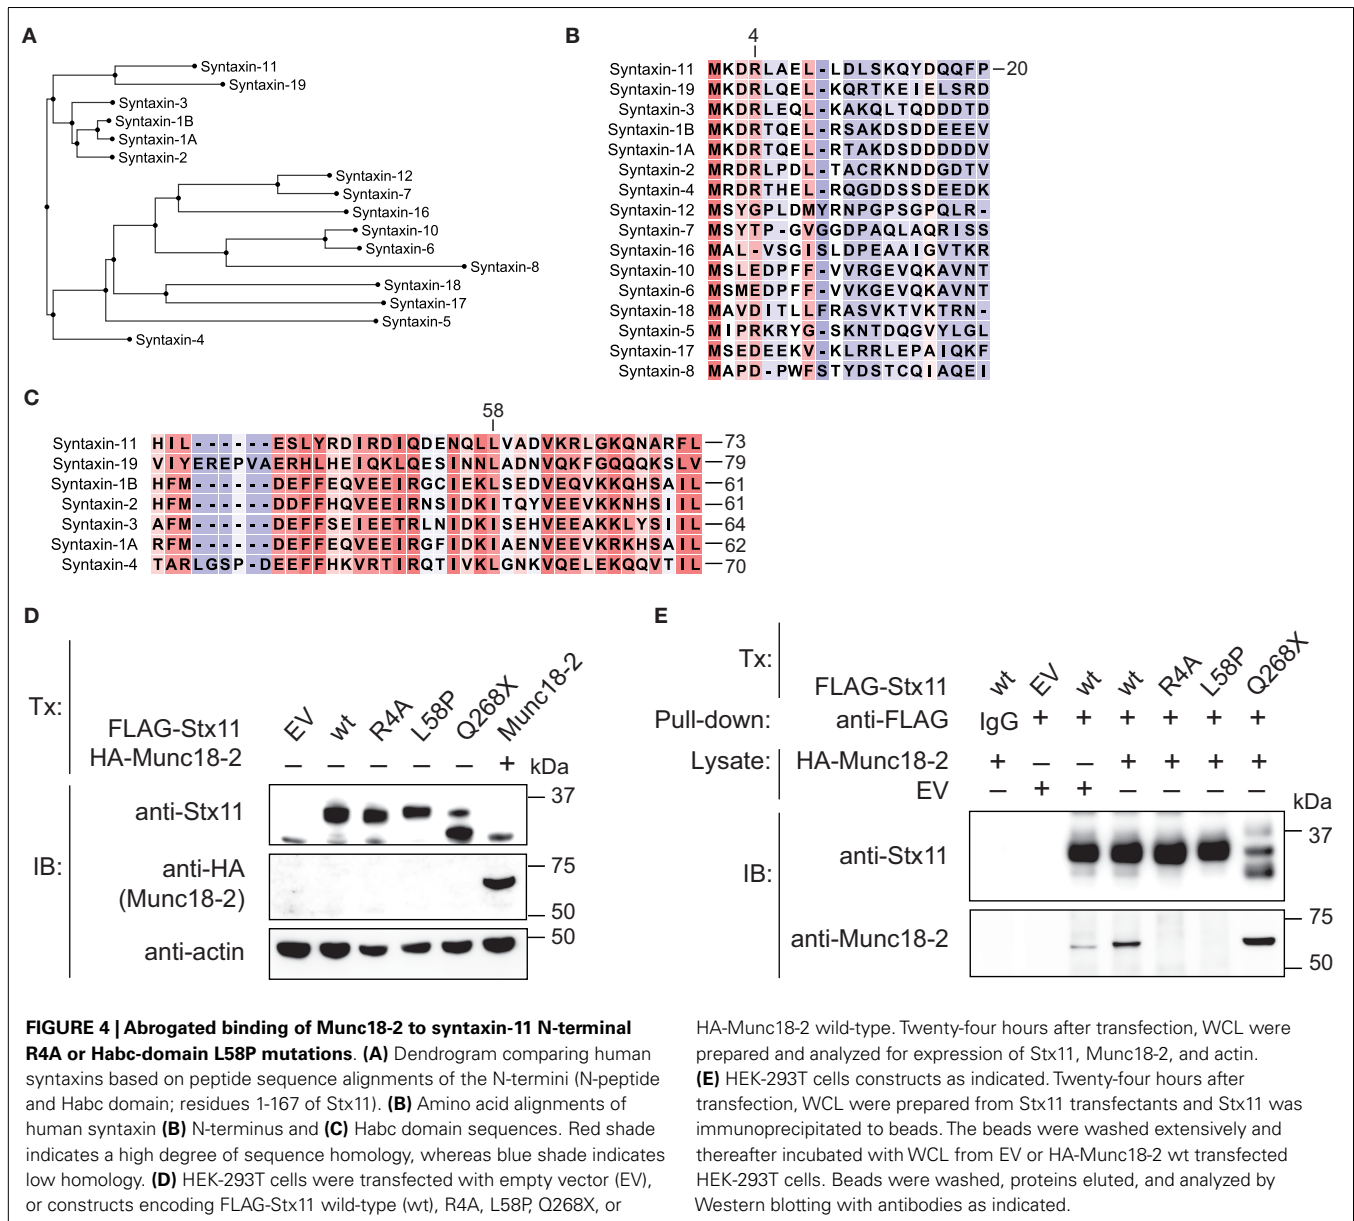 A
Syntaxin-11
Syntaxin-19
Syntaxin-3
Syntaxin-1B
Syntaxin-1A
Syntaxin-2
Syntaxin-12
Syntaxin-7
Syntaxin-16
Syntaxin-10
Syntaxin-6
Syntaxin-8
Syntaxin-18
Syntaxin-17
Syntaxin-5
Syntaxin-4
B
4
Syntaxin-11 MKDRLAEL-LDLSKQYDQQFP 20
Syntaxin-19 MKDRLQEL-KQRTKEIELSRD
Syntaxin-3 MKDRLEQL-KAKQLTQDDDTD
Syntaxin-1B MKDRTQEL-RSAKDSDDEEEV
Syntaxin-1A MKDRTQEL-RTAKDSDDDDDV
Syntaxin-2 MRDRLPDL-TACRKNDDGDTV
Syntaxin-4 MRDRTHEL-RQGDDSSDEEDK
Syntaxin-12 MSYGPLDMYRNPGPSGPQLR-
Syntaxin-7 MSYTP-GVGGDPAQLAQRISS
Syntaxin-16 MAL-VSGISLDPEAAIGVTKR
Syntaxin-10 MSLEDPFF-VVRGEVQKAVNT
Syntaxin-6 MSMEDPFF-VVKGEVQKAVNT
Syntaxin-18 MAVDITLLFRASVKTVKTRN-
Syntaxin-5 MIPRKRYG-SKNTDQGVYLGL
Syntaxin-17 MSEDEEKV-KLRRLEPAIQKF
Syntaxin-8 MAPD-PWFSTYDSTCQIAQEI
C
58
Syntaxin-11 HIL------ESLYRDIRDIQDENQLLVADVKRLGKQNARFL 73
Syntaxin-19 VIYEREPVAERHLHEIQKLQESINNLADNVQKFGQQQKSLV 79
Syntaxin-1B HFM------DEFFEQVEEIRGCIEKLSEDVEQVKKQHSAIL 61
Syntaxin-2 HFM------DDFFHQVEEIRNSIDKITQYVEEVKKNHSIIL 61
Syntaxin-3 AFM------DEFFSEIEETRLNIDKISEHVEEAKKLYSIIL 64
Syntaxin-1A RFM------DEFFEQVEEIRGFIDKIAENVEEVKRKHSAIL 62
Syntaxin-4 TARLGSP-DEEFFHKVRTIRQTIVKLGNKVQELEKQQVTIL 70
D
Tx:
FLAG-Stx11 EV wt R4A L58P Q268X Munc18-2
HA-Munc18-2 – – – – – +
kDa
IB:
anti-Stx11 37
anti-HA 75
(Munc18-2) 50
anti-actin 50
E
Tx:
FLAG-Stx11 wt EV wt wt R4A L58P Q268X
Pull-down: anti-FLAG IgG + + + + + +
Lysate: HA-Munc18-2 + – – + + + +
EV – + + – – – –
kDa
IB:
anti-Stx11 37
anti-Munc18-2 75
50
FIGURE 4 | Abrogated binding of Munc18-2 to syntaxin-11 N-terminal
R4A or Habc-domain L58P mutations. (A) Dendrogram comparing human
syntaxins based on peptide sequence alignments of the N-termini (N-peptide
and Habc domain; residues 1-167 of Stx11). (B) Amino acid alignments of
human syntaxin (B) N-terminus and (C) Habc domain sequences. Red shade
indicates a high degree of sequence homology, whereas blue shade indicates
low homology. (D) HEK-293T cells were transfected with empty vector (EV),
or constructs encoding FLAG-Stx11 wild-type (wt), R4A, L58P, Q268X, or
HA-Munc18-2 wild-type. Twenty-four hours after transfection, WCL were
prepared and analyzed for expression of Stx11, Munc18-2, and actin.
(E) HEK-293T cells constructs as indicated. Twenty-four hours after
transfection, WCL were prepared from Stx11 transfectants and Stx11 was
immunoprecipitated to beads. The beads were washed extensively and
thereafter incubated with WCL from EV or HA-Munc18-2 wt transfected
HEK-293T cells. Beads were washed, proteins eluted, and analyzed by
Western blotting with antibodies as indicated.